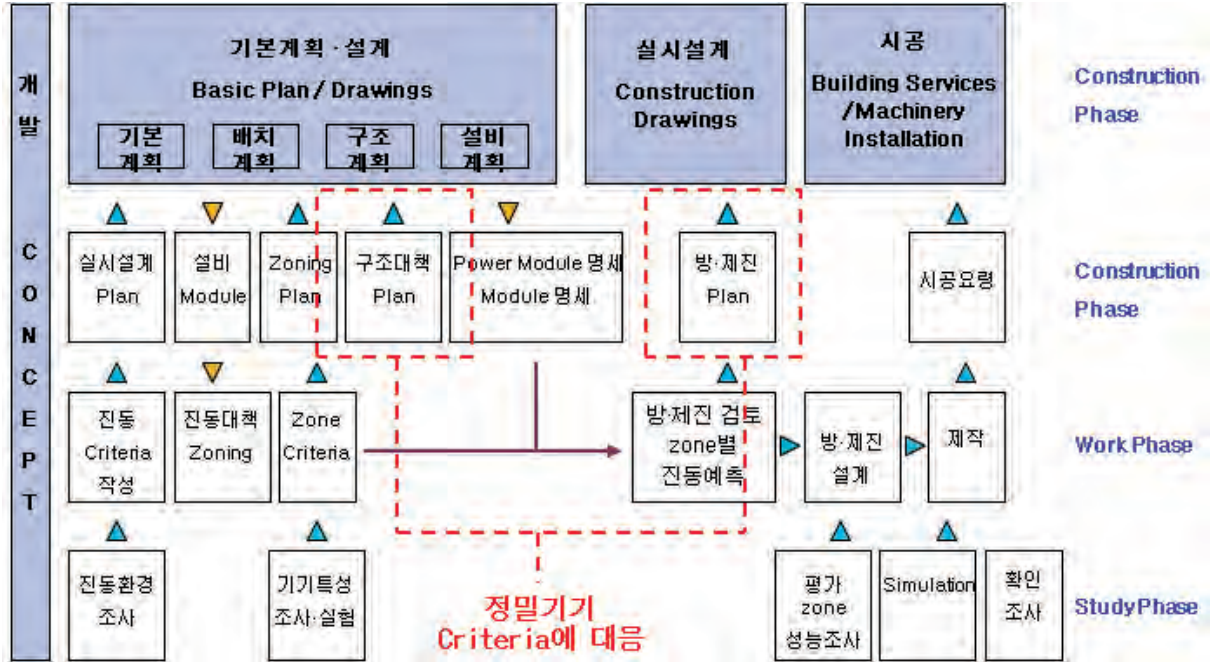 개
발
C
O
N
C
E
P
T
기본계획·설계
Basic Plan / Drawings
기본
계획
배치
계획
구조
계획
설비
계획
실시설계
Construction
Drawings
시공
Building Services
/Machinery
Installation
Construction
Phase
실시설계
Plan
설비
Module
Zoning
Plan
구조대책
Plan
Power Module 명세
Module 명세
방·제진
Plan
시공요령
Construction
Phase
진동
Criteria
작성
진동대책
Zoning
Zone
Criteria
방·제진 검토
zone별
진동예측
방·제진
설계
제작
Work Phase
진동환경
조사
기기특성
조사·실험
정밀기기
Criteria에 대응
평가
zone
성능조사
Simulation
확인
조사
Study Phase